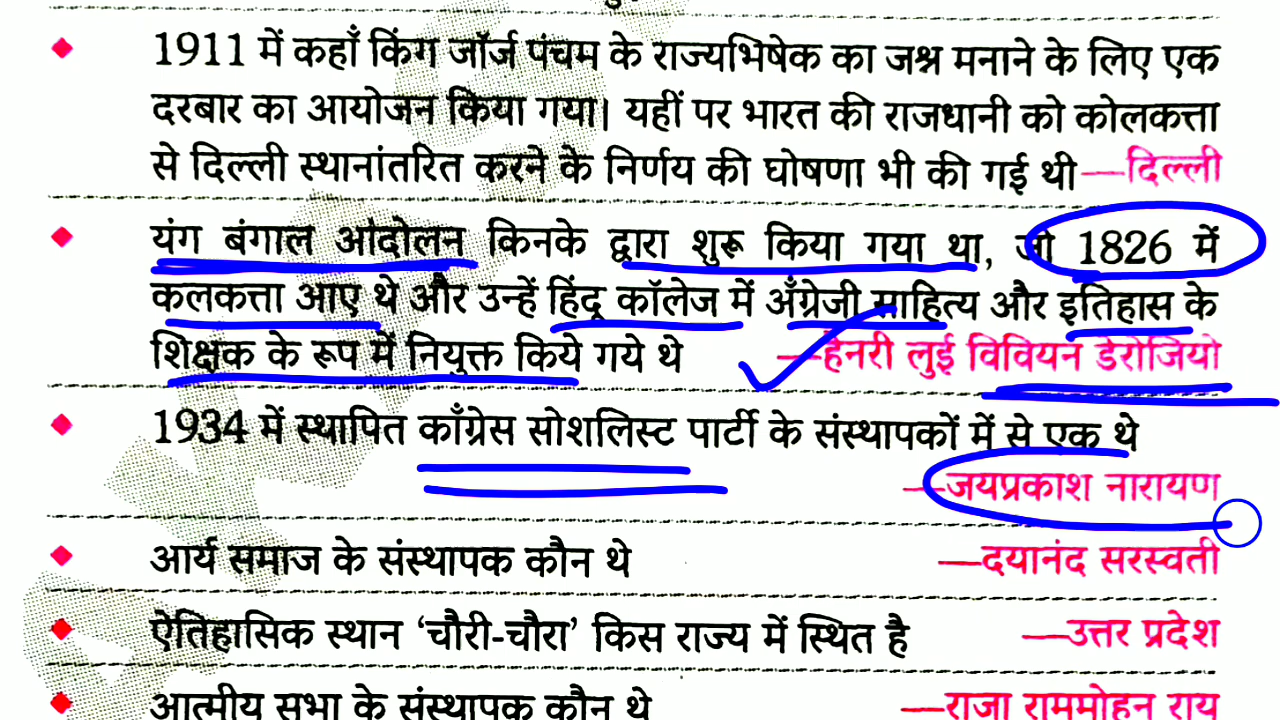 1911 में कहाँ किंग जॉर्ज पंचम के राज्यभिषेक का जश्न मनाने के लिए एक
दरबार का आयोजन किया गया। यहीं पर भारत की राजधानी को कोलकत्ता
से दिल्ली स्थानांतरित करने के निर्णय की घोषणा भी की गई थी —दिल्ली
यंग बंगाल आंदोलन किनके द्वारा शुरू किया गया था, जो 1826 में
कलकत्ता आए थे और उन्हें हिंदू कॉलेज में अँग्रेजी साहित्य और इतिहास के
शिक्षक के रूप में नियुक्त किये गये थे —हेनरी लुई विवियन डेरोजियो
1934 में स्थापित काँग्रेस सोशलिस्ट पार्टी के संस्थापकों में से एक थे
—जयप्रकाश नारायण
आर्य समाज के संस्थापक कौन थे —दयानंद सरस्वती
ऐतिहासिक स्थान ‘चौरी-चौरा’ किस राज्य में स्थित है —उत्तर प्रदेश
आत्मीय सभा के संस्थापक कौन थे —राजा राममोहन राय